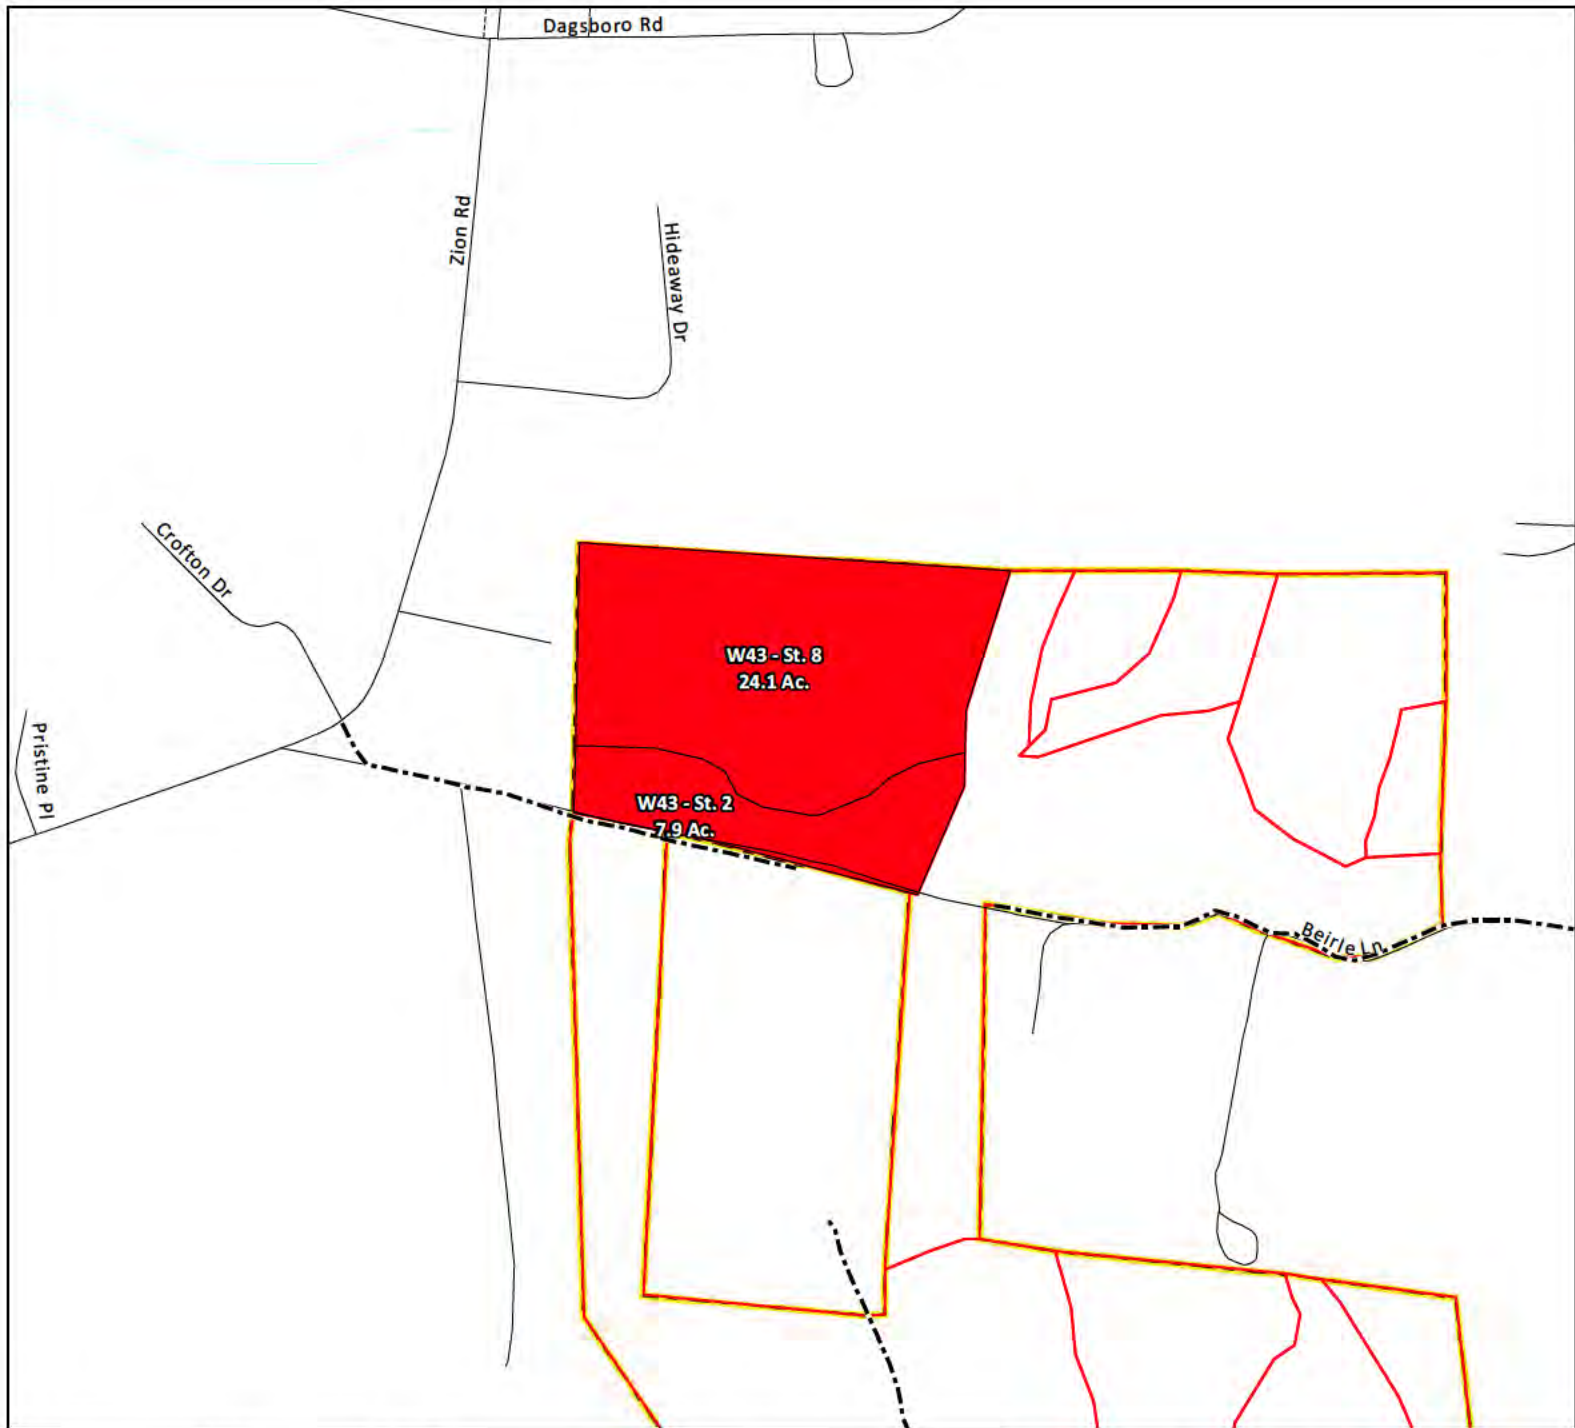 Dagsboro Rd
Zion Rd
Hideaway Dr
Crofton Dr
W43 - St. 8
24.1 Ac.
Pristine Pl
W43 - St. 2
7.9 Ac.
Beirle Ln